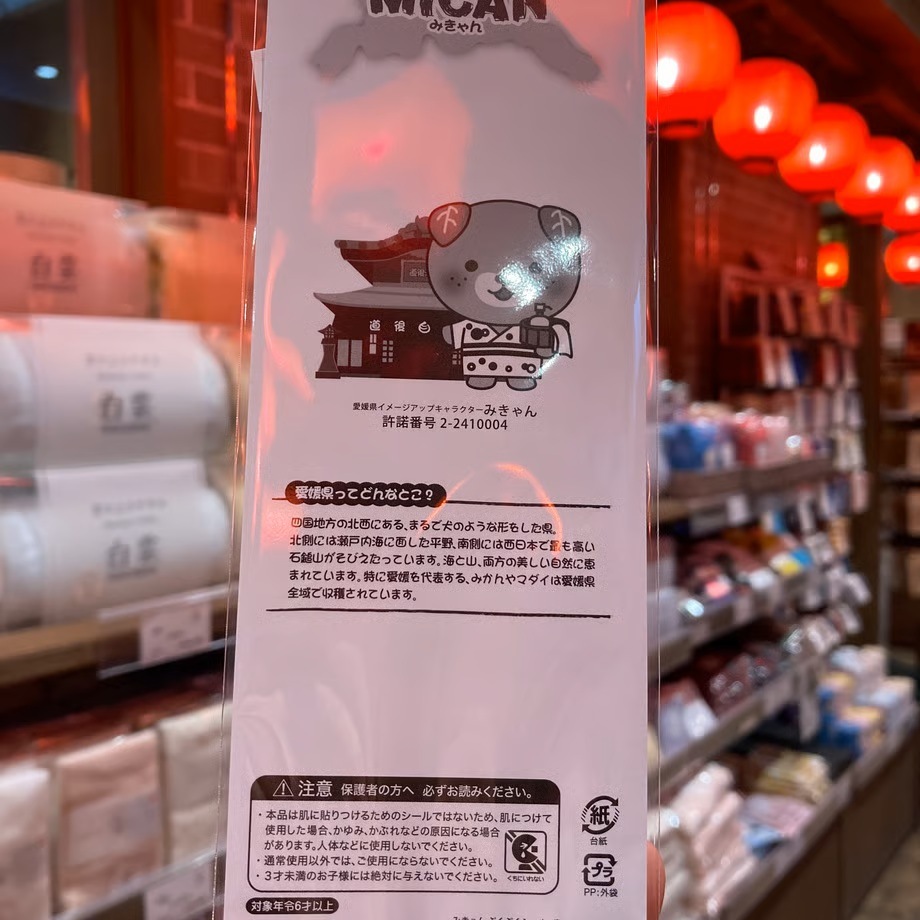 MICAN
みきゃん
道後
愛媛県イメージアップキャラクターみきゃん
許諾番号 2-2410004
愛媛県ってどんなとこ？
四国地方の北西にある、まるで犬のような形をした県。
北側には瀬戸内海に面した平野、南側には西日本で最も高い
石鎚山がそびえたっています。海と山、両方の美しい自然に恵
まれています。特に愛媛を代表する、みかんやマダイは愛媛県
全域で収穫されています。
注意 保護者の方へ 必ずお読みください。
・本品は肌に貼りつけるためのシールではないため、肌につけて
使用した場合、かゆみ、かぶれなどの原因になる場合
があります。人体などに使用しないでください。
・通常使用以外では、ご使用にならないでください。
・3才未満のお子様には絶対に与えないでください。
くちにいれない
対象年令6才以上
紙
台紙
プラ
PP:外袋
白雲
白雲
白雲